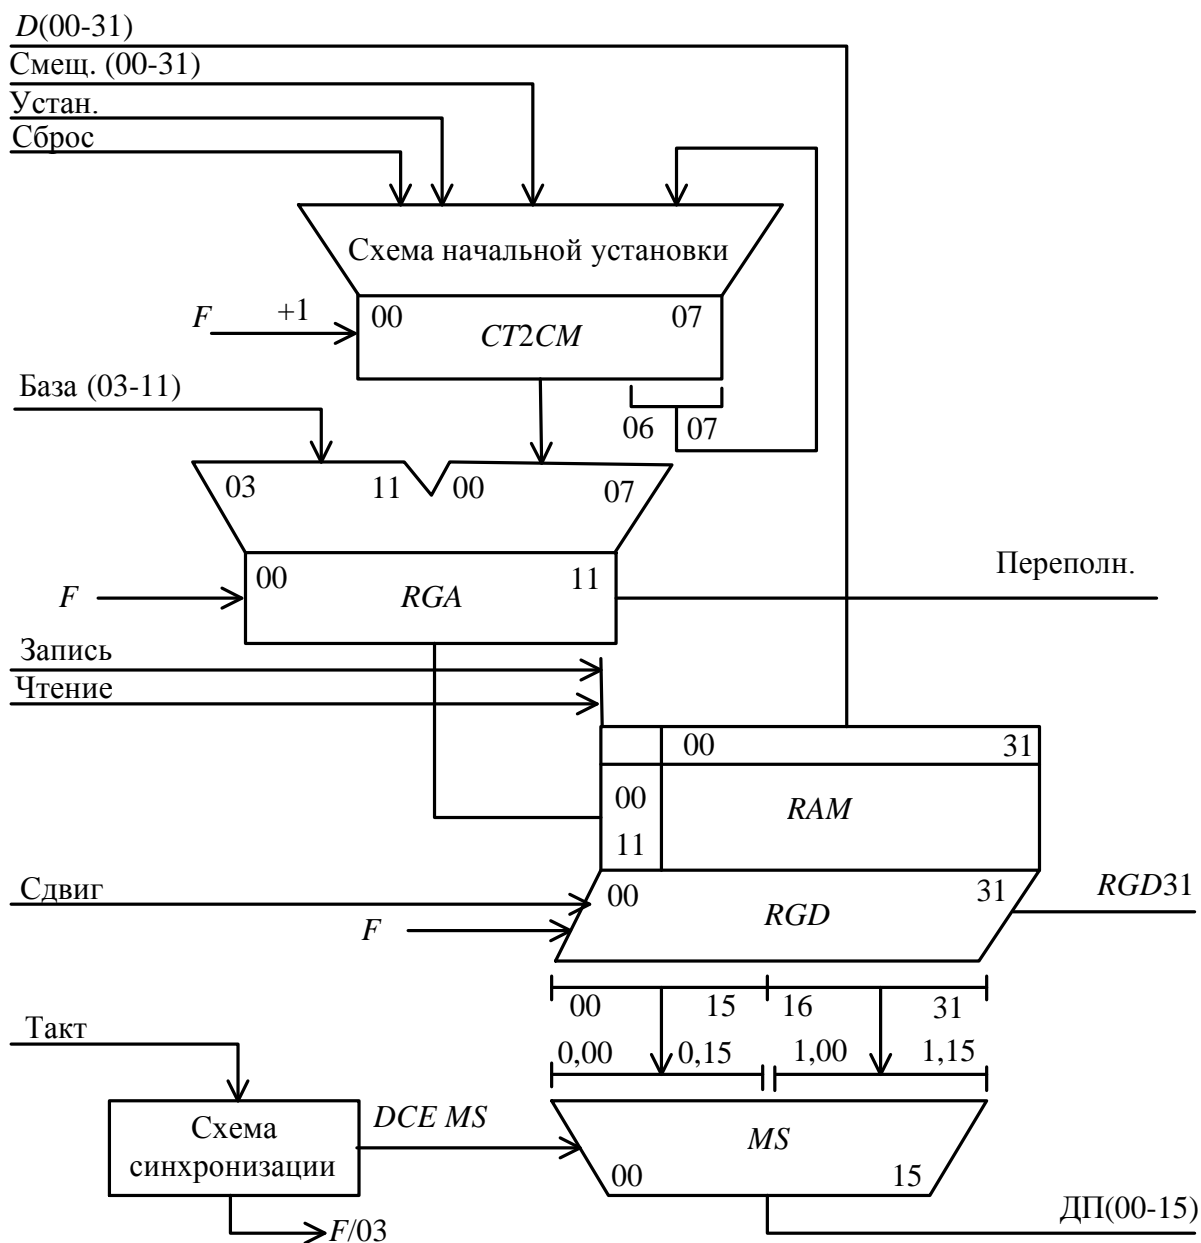 D(00-31)
Смещ. (00-31)
Устан.
Сброс
Схема начальной установки
F +1
00 07
CT2CM
База (03-11)
06 07
03 11 00 07
00 11
F
RGA
Переполн.
Запись
Чтение
00 31
00
11
RAM
Сдвиг
00 31
RGD
RGD31
F
00 15 16 31
0,00 0,15 1,00 1,15
Такт
Схема
синхронизации
DCE MS
MS
00 15
F/03
ДП(00-15)